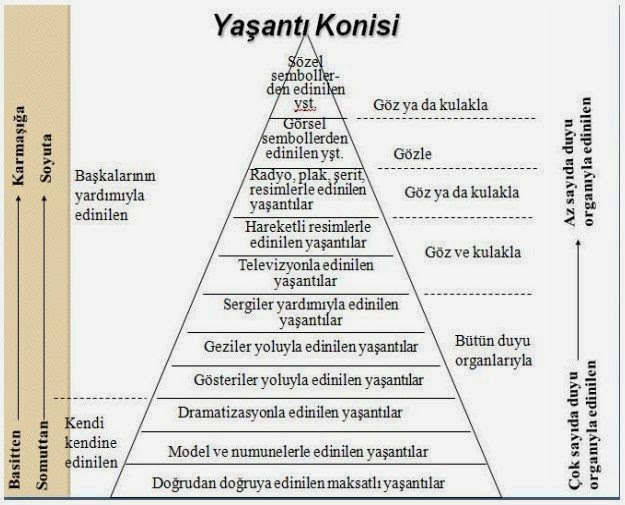 Yaşantı Konisi
Sözel
semboller-
den edinilen
yşt.
Görsel
sembollerden
edinilen yşt.
Radyo, plak, şerit,
resimlerle edinilen
yaşantılar
Hareketli resimlerle
edinilen yaşantılar
Televizyonla edinilen
yaşantılar
Sergiler yardımıyla edinilen
yaşantılar
Geziler yoluyla edinilen yaşantılar
Gösteriler yoluyla edinilen yaşantılar
Dramatizasyonla edinilen yaşantılar
Model ve numunelerle edinilen yaşantılar
Doğrudan doğruya edinilen maksatlı yaşantılar
Göz ya da kulakla
Gözle
Göz ya da kulakla
Göz ve kulakla
Bütün duyu
organlarıyla
Başkalarının
yardımıyla
edinilen
Kendi
kendine
edinilen
Basitten
Karmaşığa
Somuttan
Soyuta
Az sayıda duyu
organıyla edinilen
Çok sayıda duyu
organıyla edinilen